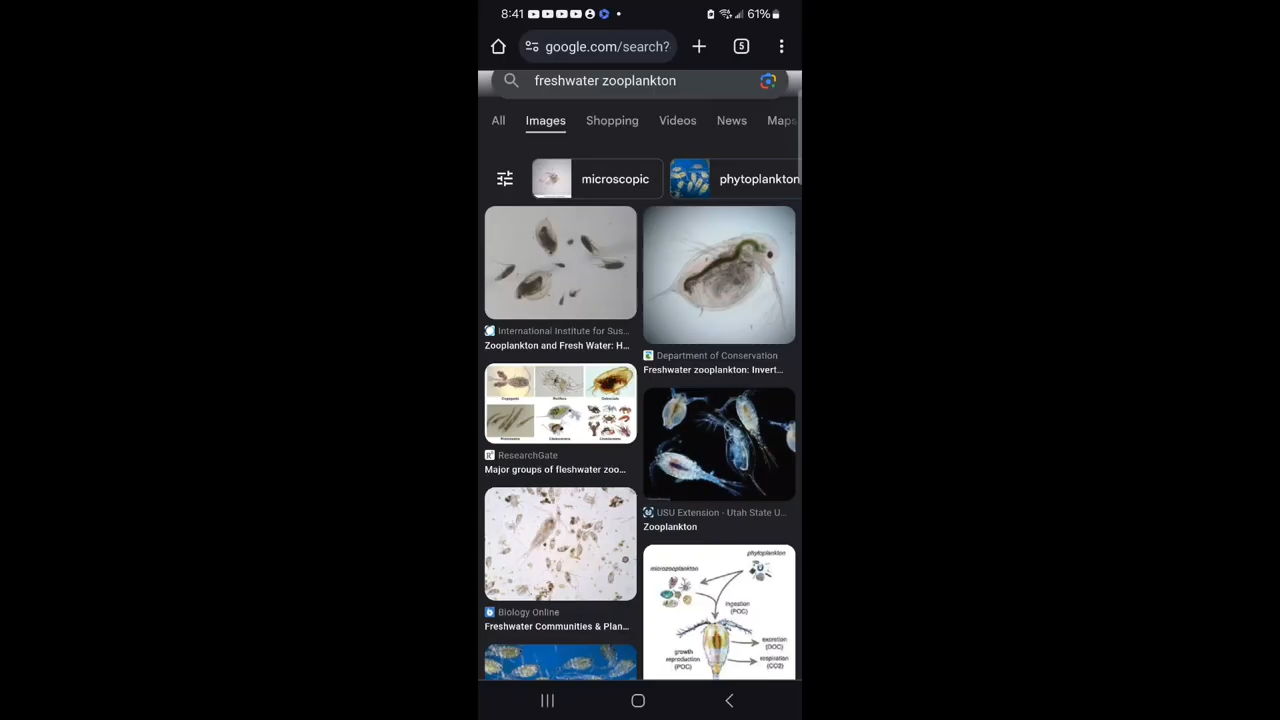 8:41
61%
google.com/search?
5
freshwater zooplankton
All Images Shopping Videos News Maps
microscopic
phytoplankton
International Institute for Sus...
Zooplankton and Fresh Water: H...
Department of Conservation
Freshwater zooplankton: Invert...
ResearchGate
Major groups of fleshwater zoo...
USU Extension - Utah State U...
Zooplankton
Biology Online
Freshwater Communities & Plan...
phytoplankton
microzooplankton
ingestion
(POC)
growth
reproduction
(POC)
excretion
(DOC)
respiration
(CO2)